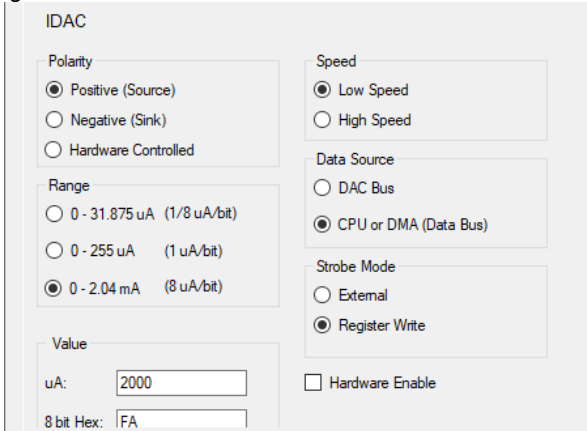 IDAC
Polarity
Positive (Source)
Negative (Sink)
Hardware Controlled
Range
0 - 31.875 uA (1/8 uA/bit)
0 - 255 uA (1 uA/bit)
0 - 2.04 mA (8 uA/bit)
Value
uA: 2000
8 bit Hex: FA
Speed
Low Speed
High Speed
Data Source
DAC Bus
CPU or DMA (Data Bus)
Strobe Mode
External
Register Write
Hardware Enable